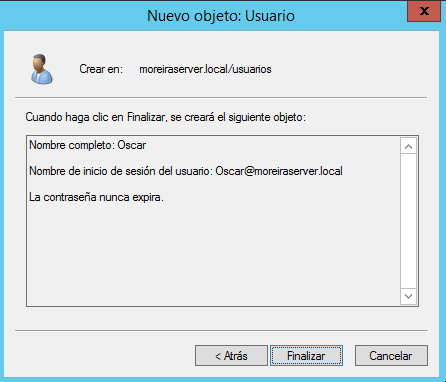 Nuevo objeto: Usuario
x
Crear en: moreiraserver.local/usuarios
Cuando haga clic en Finalizar, se creará el siguiente objeto:
Nombre completo: Oscar
Nombre de inicio de sesión del usuario: Oscar@moreiraserver.local
La contraseña nunca expira.
< Atrás Finalizar Cancelar